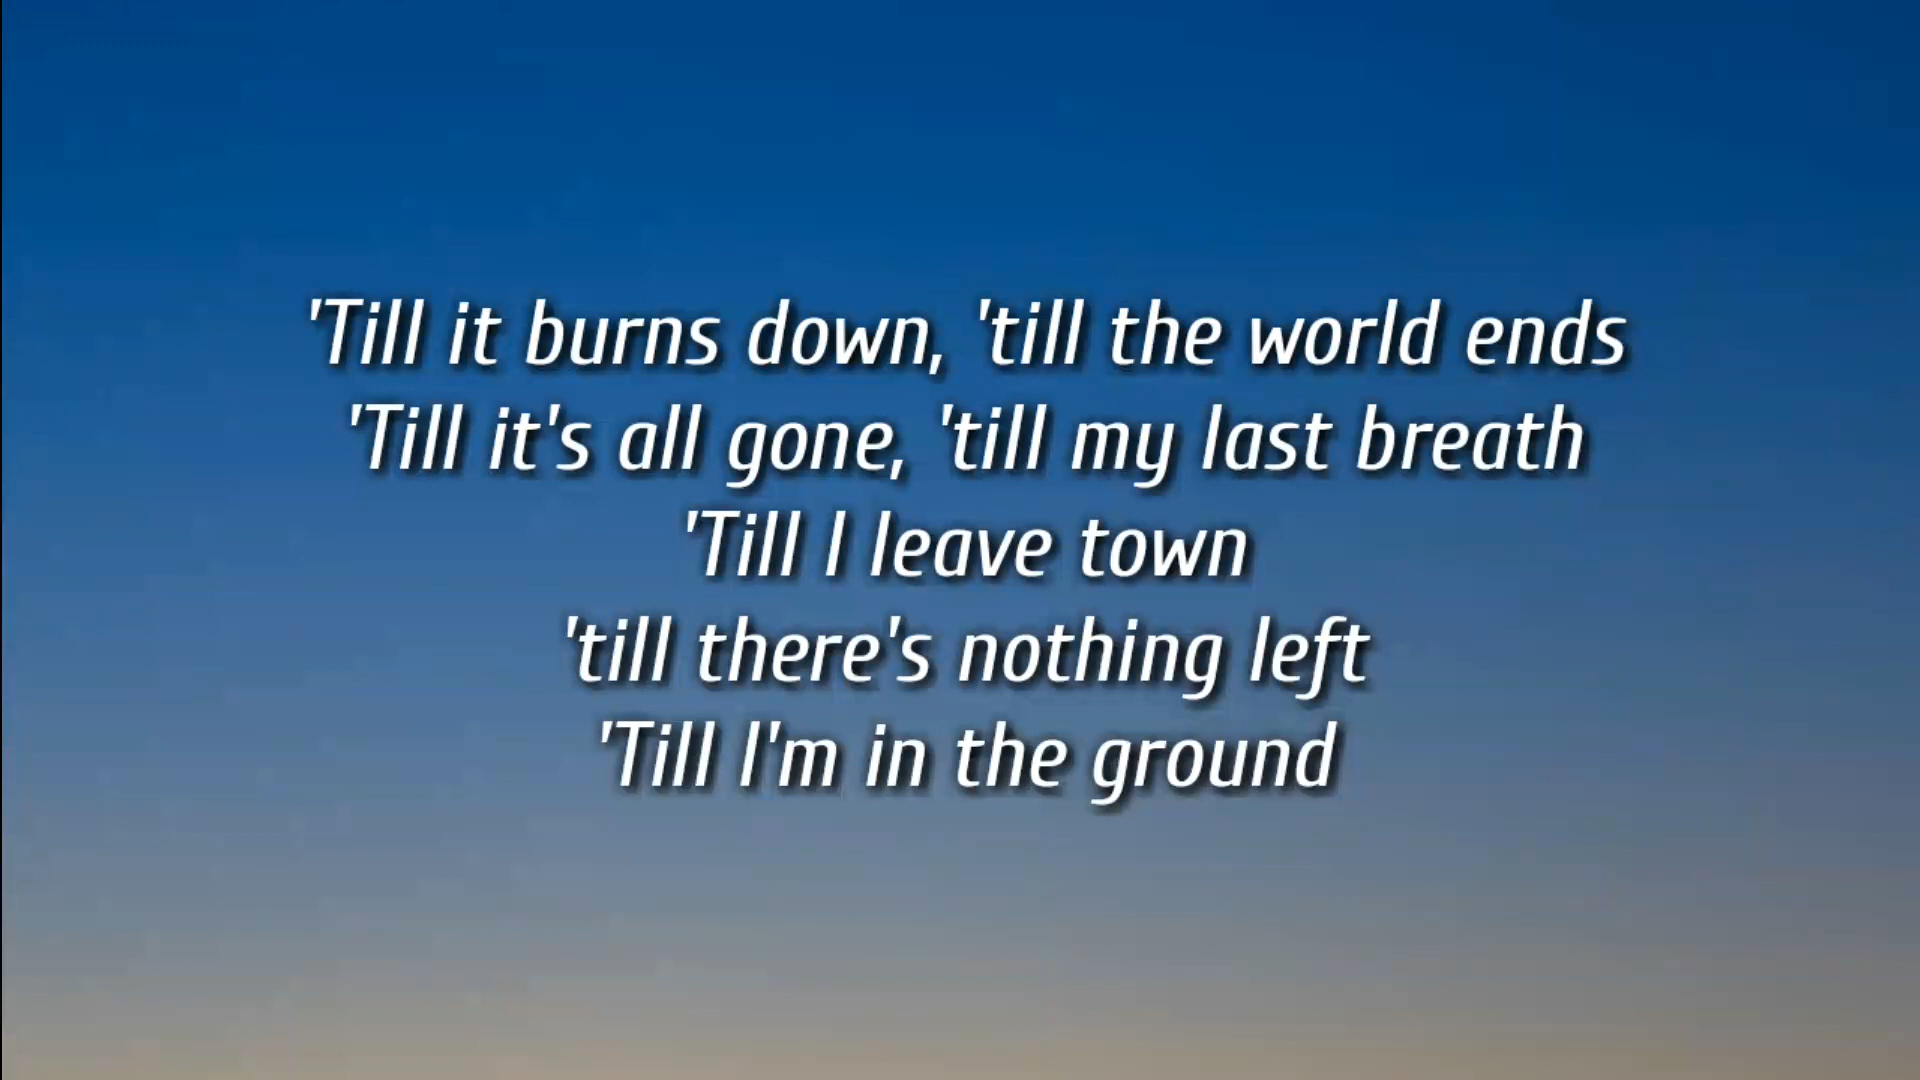 'Till it burns down, 'till the world ends
'Till it's all gone, 'till my last breath
'Till I leave town
'till there's nothing left
'Till I'm in the ground